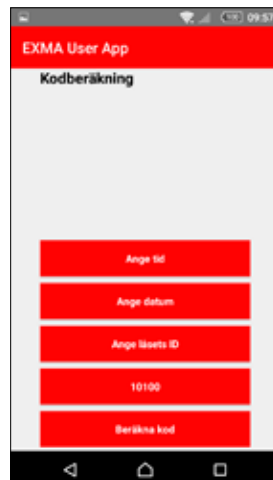 09:57
EXMA User App
Kodberäkning
Ange tid
Ange datum
Ange låsets ID
10100
Beräkna kod